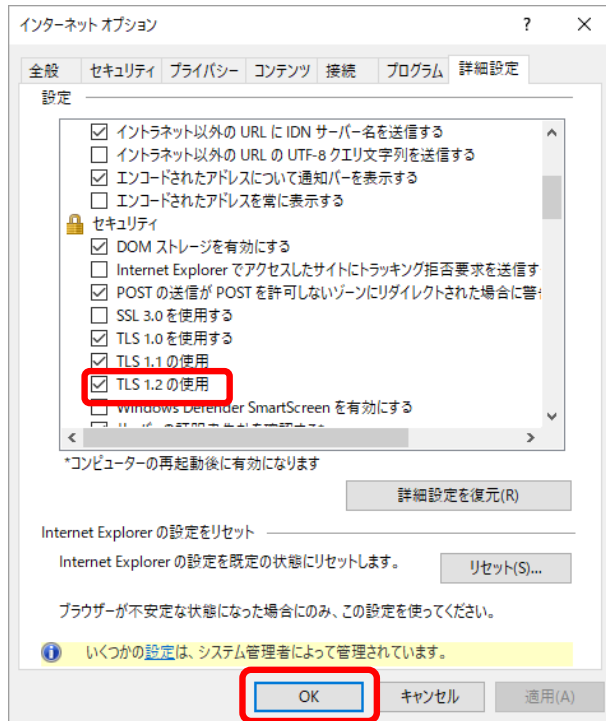 インターネット オプション ? ×
全般 セキュリティ プライバシー コンテンツ 接続 プログラム 詳細設定
設定
イントラネット以外の URL に IDN サーバー名を送信する
イントラネット以外の URL の UTF-8 クエリ文字列を送信する
エンコードされたアドレスについて通知バーを表示する
エンコードされたアドレスを常に表示する
セキュリティ
DOM ストレージを有効にする
Internet Explorer でアクセスしたサイトにトラッキング拒否要求を送信す
POST の送信が POST を許可しないゾーンにリダイレクトされた場合に警
SSL 3.0 を使用する
TLS 1.0 を使用する
TLS 1.1 の使用
TLS 1.2 の使用
Windows Defender SmartScreen を有効にする
*コンピューターの再起動後に有効になります
詳細設定を復元(R)
Internet Explorer の設定をリセット
Internet Explorer の設定を既定の状態にリセットします。
リセット(S)...
ブラウザーが不安定な状態になった場合にのみ、この設定を使ってください。
いくつかの設定は、システム管理者によって管理されています。
OK キャンセル 適用(A)